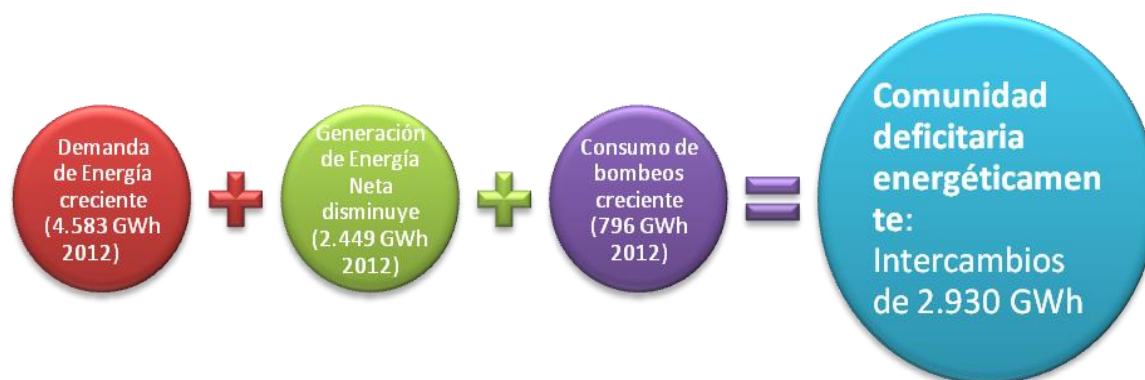 Demanda
de Energía
creciente
(4.583 GWh
2012)
Generación
de Energía
Neta
disminuye
(2.449 GWh
2012)
Consumo de
bombeos
creciente
(796 GWh
2012)
Comunidad
deficitaria
energéticamen
te:
Intercambios
de 2.930 GWh